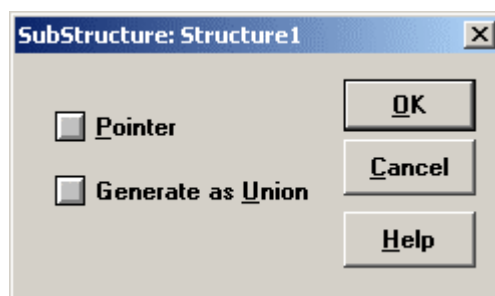 SubStructure: Structure1
Pointer
Generate as Union
OK
Cancel
Help